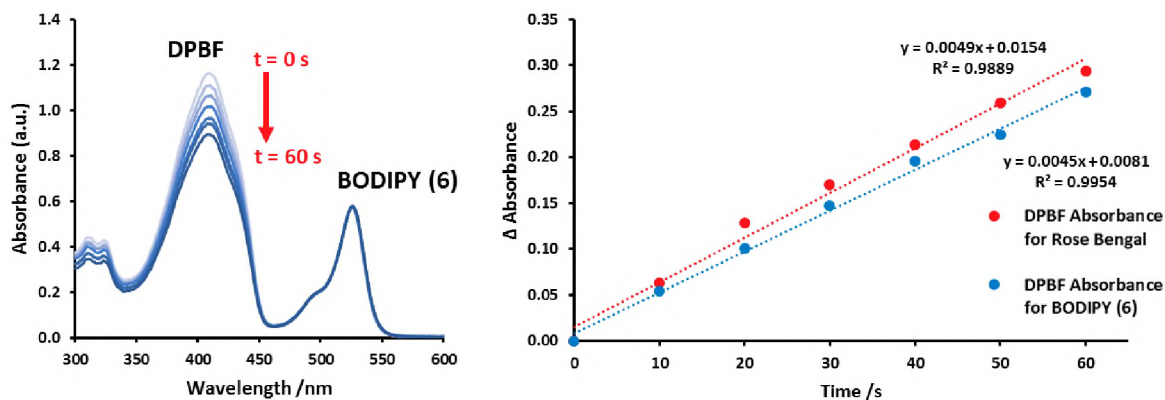 1.4
1.2
1.0
0.8
0.6
0.4
0.2
0.0
Absorbance (a.u.)
DPBF
t = 0 s
t = 60 s
BODIPY (6)
300
350
400
450
500
550
600
Wavelength /nm
0.35
0.30
0.25
0.20
0.15
0.10
0.05
0.00
Δ Absorbance
y = 0.0049x + 0.0154
R² = 0.9889
y = 0.0045x + 0.0081
R² = 0.9954
DPBF Absorbance
for Rose Bengal
DPBF Absorbance
for BODIPY (6)
0
10
20
30
40
50
60
Time /s